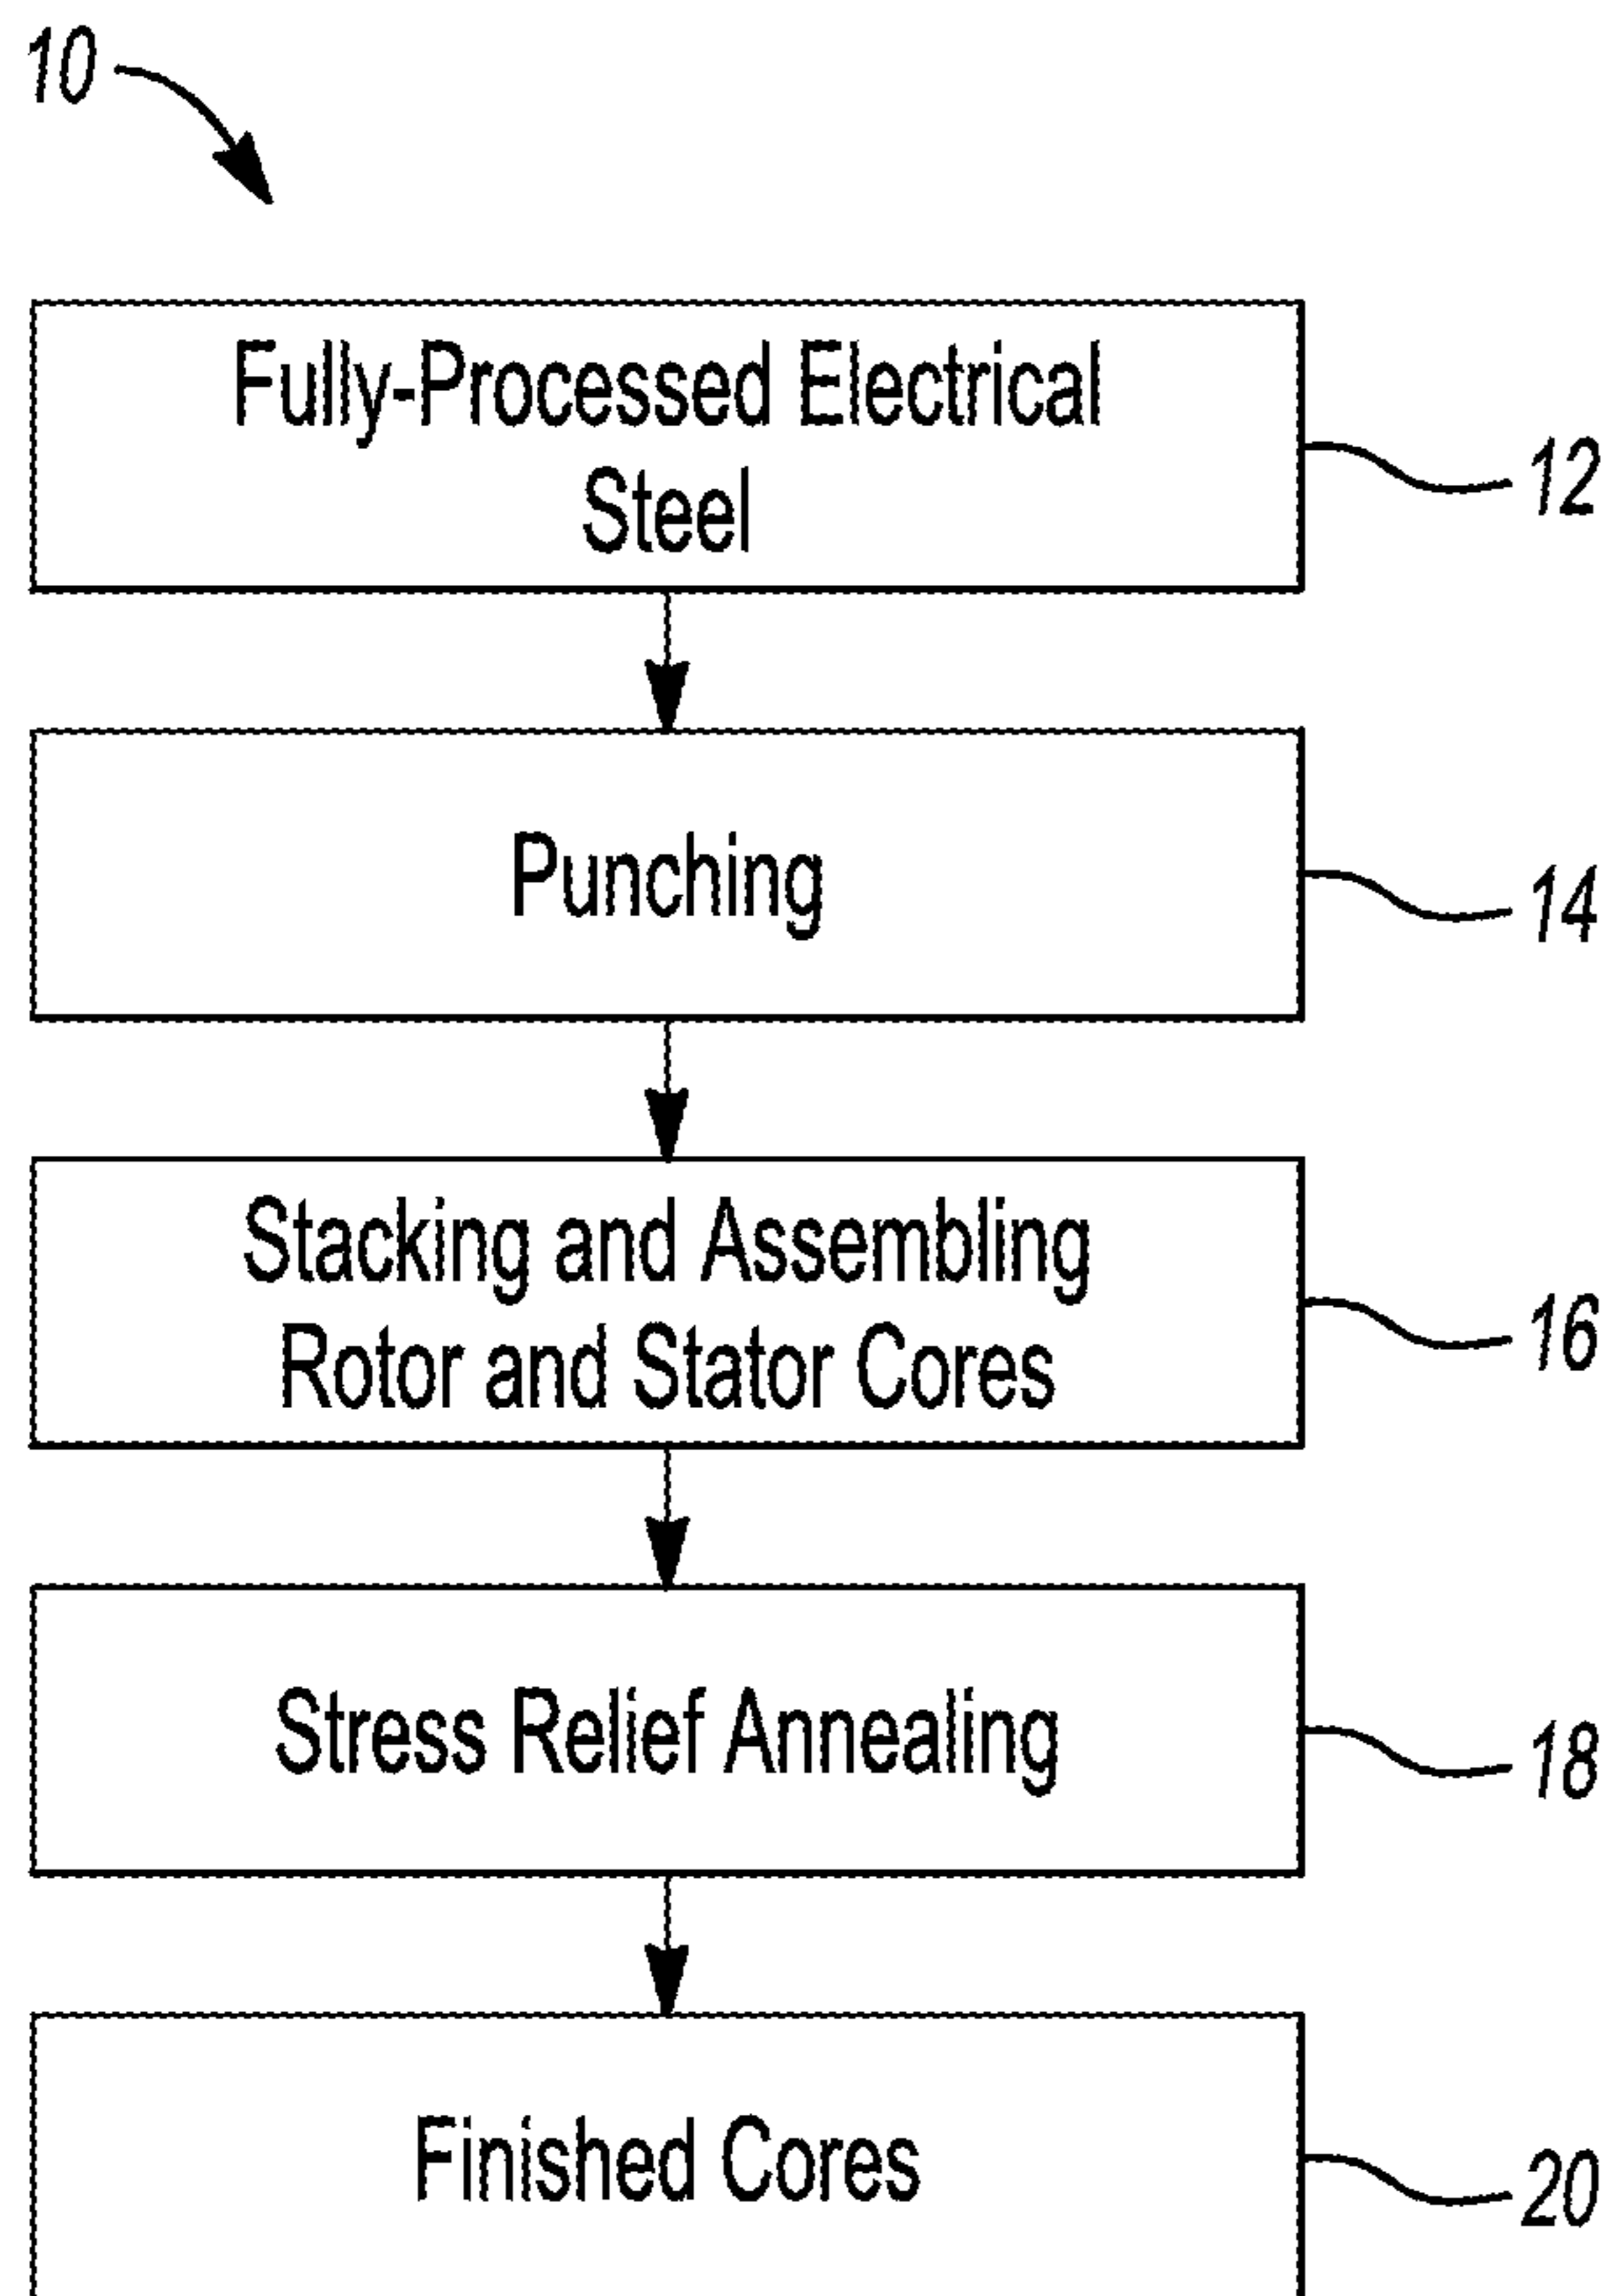 10
Fully-Processed Electrical
Steel
12
Punching
14
Stacking and Assembling
Rotor and Stator Cores
16
Stress Relief Annealing
18
Finished Cores
20